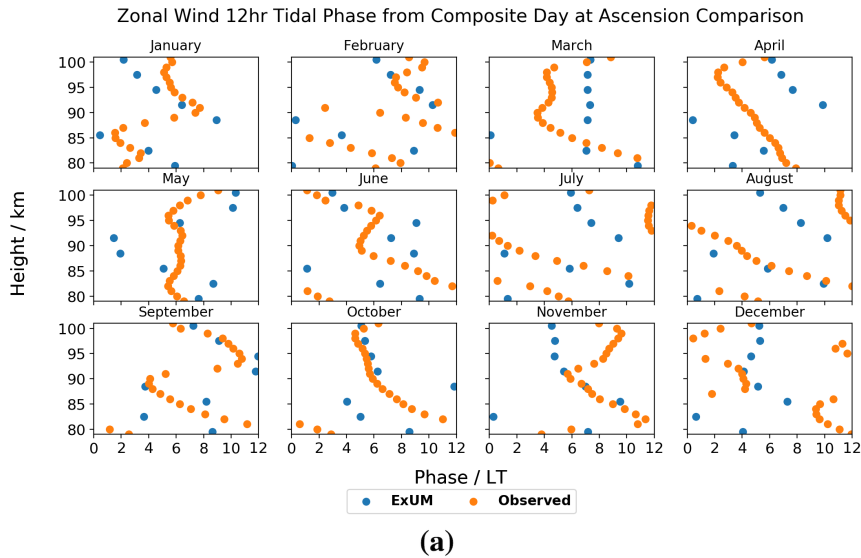 Zonal Wind 12hr Tidal Phase from Composite Day at Ascension Comparison
January February March April
100
95
90
85
80
May June July August
100
95
90
85
80
September October November December
100
95
90
85
80
0 2 4 6 8 10 12 0 2 4 6 8 10 12 0 2 4 6 8 10 12 0 2 4 6 8 10 12
Height / km
Phase / LT
ExUM Observed
(a)